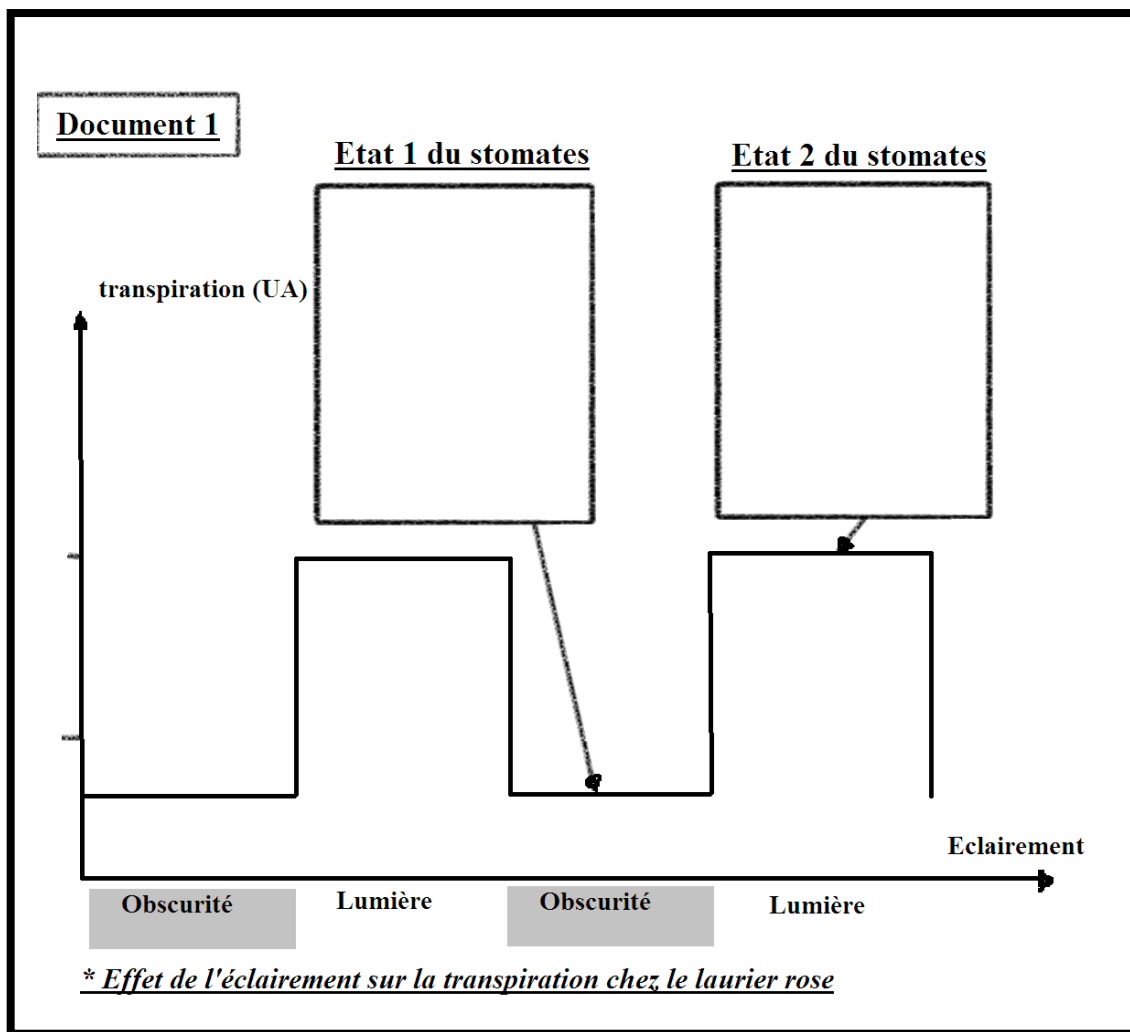 Document 1
Etat 1 du stomates
Etat 2 du stomates
transpiration (UA)
Eclairement
Obscurité
Lumière
Obscurité
Lumière
* Effet de l'éclairement sur la transpiration chez le laurier rose